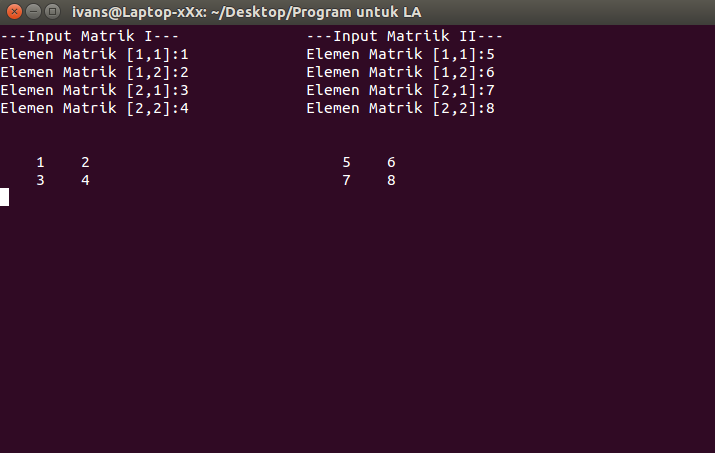 ivans@Laptop-xXx: ~/Desktop/Program untuk LA
---Input Matrik I--- ---Input Matriik II---
Elemen Matrik [1,1]:1 Elemen Matrik [1,1]:5
Elemen Matrik [1,2]:2 Elemen Matrik [1,2]:6
Elemen Matrik [2,1]:3 Elemen Matrik [2,1]:7
Elemen Matrik [2,2]:4 Elemen Matrik [2,2]:8
1 2 5 6
3 4 7 8